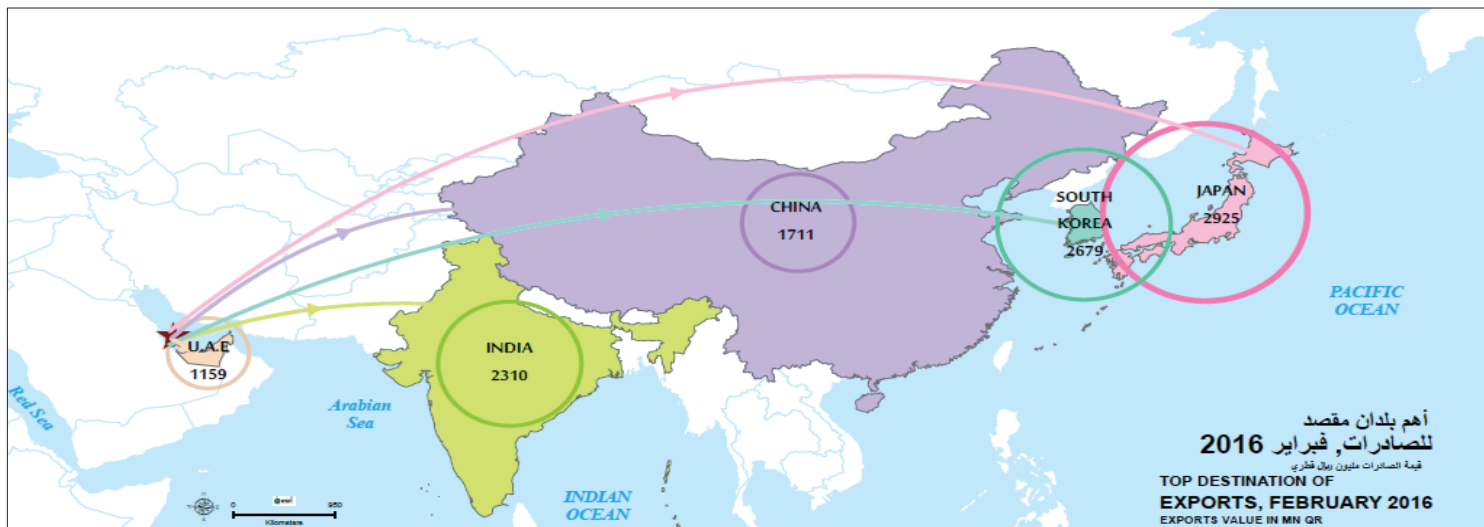 CHINA
1711
SOUTH
KOREA
2679
JAPAN
2925
PACIFIC
OCEAN
U.A.E
1159
INDIA
2310
Red Sea
Arabian
Sea
INDIAN
OCEAN
esri
0 950
Kilometers
أهم بلدان مقصد
للصادرات, فبراير 2016
قيمة الصادرات مليون ريال قطري
TOP DESTINATION OF
EXPORTS, FEBRUARY 2016
EXPORTS VALUE IN MN QR